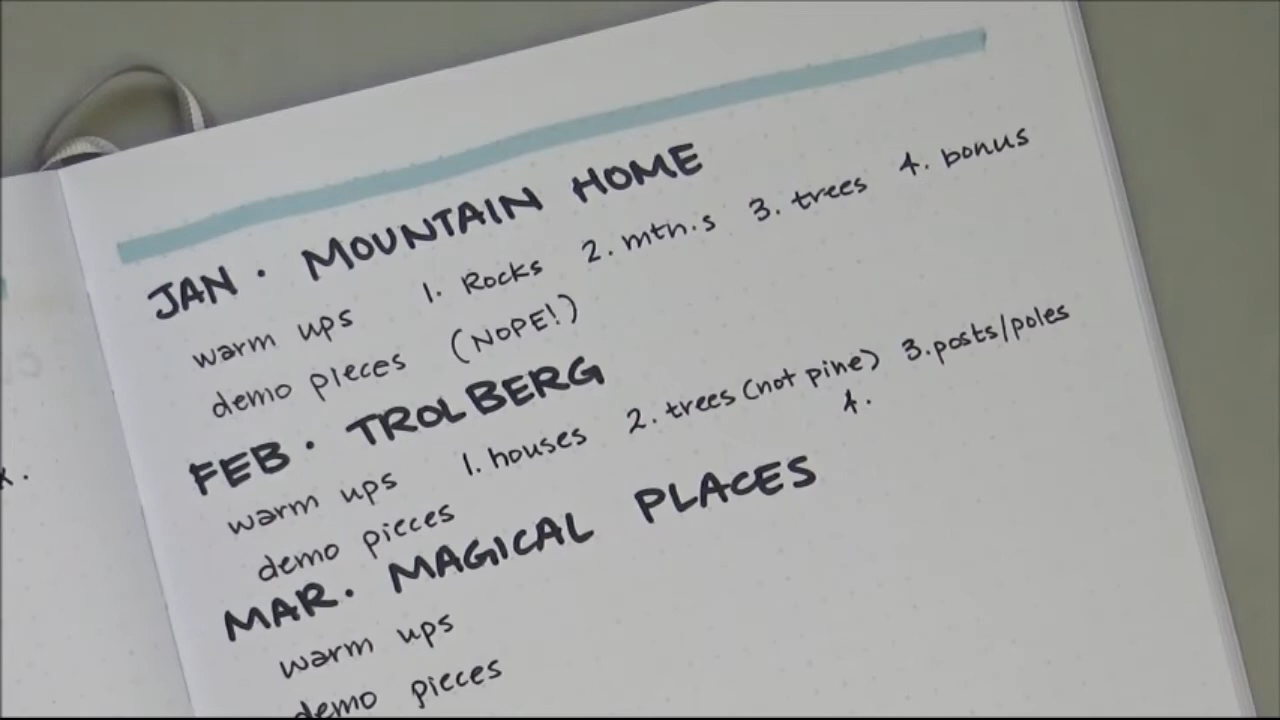 JAN. MOUNTAIN HOME
warm ups 1. Rocks 2. mtn.s 3. trees 4. bonus
demo pieces (NOPE!)
FEB. TROLBERG
warm ups 1. houses 2. trees (not pine) 3. posts/poles
4.
demo pieces
MAR. MAGICAL PLACES
warm ups
demo pieces